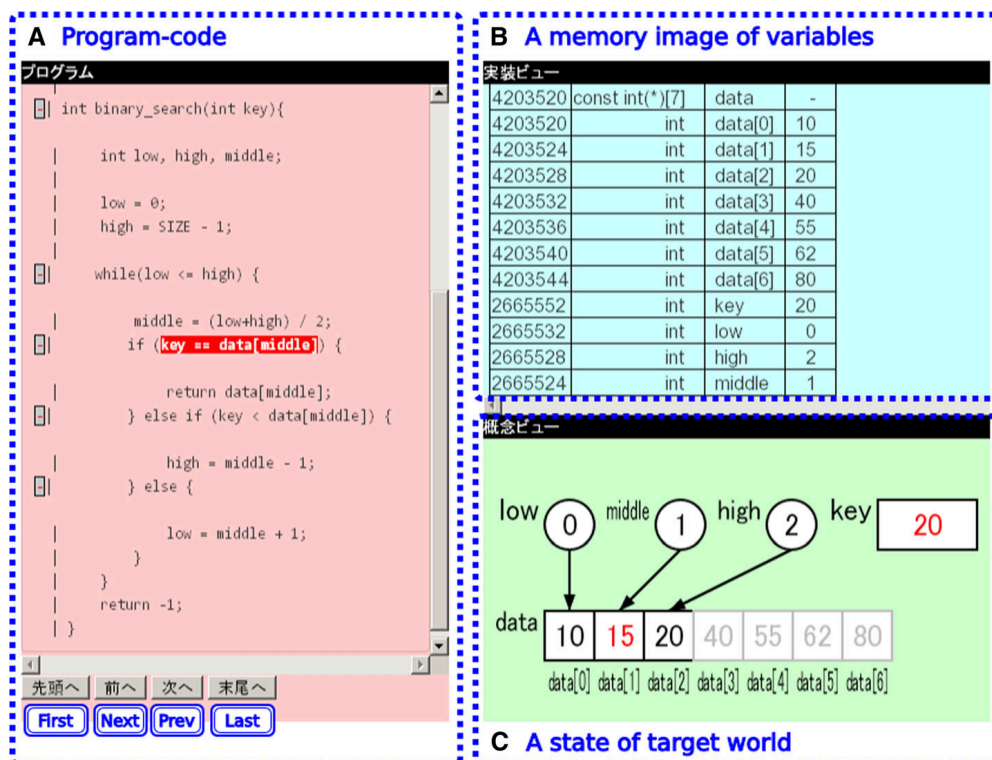 A Program-code
プログラム
int binary_search(int key){
int low, high, middle;
low = 0;
high = SIZE - 1;
while(low <= high) {
middle = (low+high) / 2;
if (key == data[middle]) {
return data[middle];
} else if (key < data[middle]) {
high = middle - 1;
} else {
low = middle + 1;
}
}
return -1;
}
先頭へ 前へ 次へ 末尾へ
First Next Prev Last
B A memory image of variables
実装ビュー
4203520 const int(*)[7] data -
4203520 int data[0] 10
4203524 int data[1] 15
4203528 int data[2] 20
4203532 int data[3] 40
4203536 int data[4] 55
4203540 int data[5] 62
4203544 int data[6] 80
2665552 int key 20
2665532 int low 0
2665528 int high 2
2665524 int middle 1
概念ビュー
low 0 middle 1 high 2 key 20
data 10 15 20 40 55 62 80
data[0] data[1] data[2] data[3] data[4] data[5] data[6]
C A state of target world